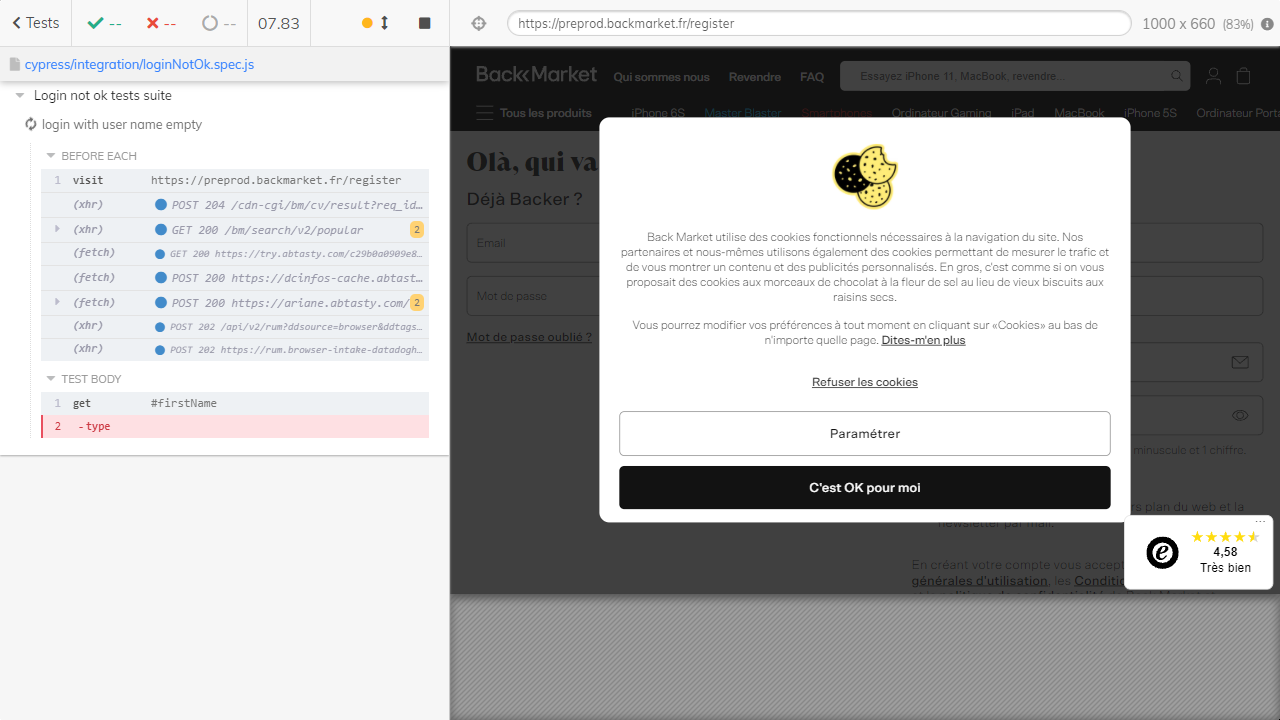 Tests
--
--
--
07.83
https://preprod.backmarket.fr/register
1000 x 660 (83%)
cypress/integration/loginNotOk.spec.js
Login not ok tests suite
login with user name empty
BEFORE EACH
1 visit https://preprod.backmarket.fr/register
(xhr) POST 204 /cdn-cgi/bm/cv/result?req_id…
(xhr) GET 200 /bm/search/v2/popular 2
(fetch) GET 200 https://try.abtasty.com/c29b0a0909e8…
(fetch) POST 200 https://dcinfos-cache.abtast…
(fetch) POST 200 https://ariane.abtasty.com/ 2
(xhr) POST 202 /api/v2/rum?ddsource=browser&ddtags…
(xhr) POST 202 https://rum.browser-intake-datadogh…
TEST BODY
1 get #firstName
2 -type
Back Market
Qui sommes nous Revendre FAQ
Essayez iPhone 11, MacBook, revendre...
Tous les produits iPhone 6S Master Blaster Smartphones Ordinateur Gaming iPad MacBook iPhone 5S Ordinateur Porta
Olà, qui va
Déjà Backer ?
Email
Mot de passe
Mot de passe oublié ?
Back Market utilise des cookies fonctionnels nécessaires à la navigation du site. Nos
partenaires et nous-mêmes utilisons également des cookies permettant de mesurer le trafic et
de vous montrer un contenu et des publicités personnalisés. En gros, c'est comme si on vous
proposait des cookies aux morceaux de chocolat à la fleur de sel au lieu de vieux biscuits aux
raisins secs.
Vous pourrez modifier vos préférences à tout moment en cliquant sur «Cookies» au bas de
n'importe quelle page. Dites-m'en plus
Refuser les cookies
Paramétrer
C'est OK pour moi
minuscule et 1 chiffre.
rs plan du web et la
newsletter par mail.
En créant votre compte vous accept
générales d'utilisation, les Condition
...
4,58
Très bien